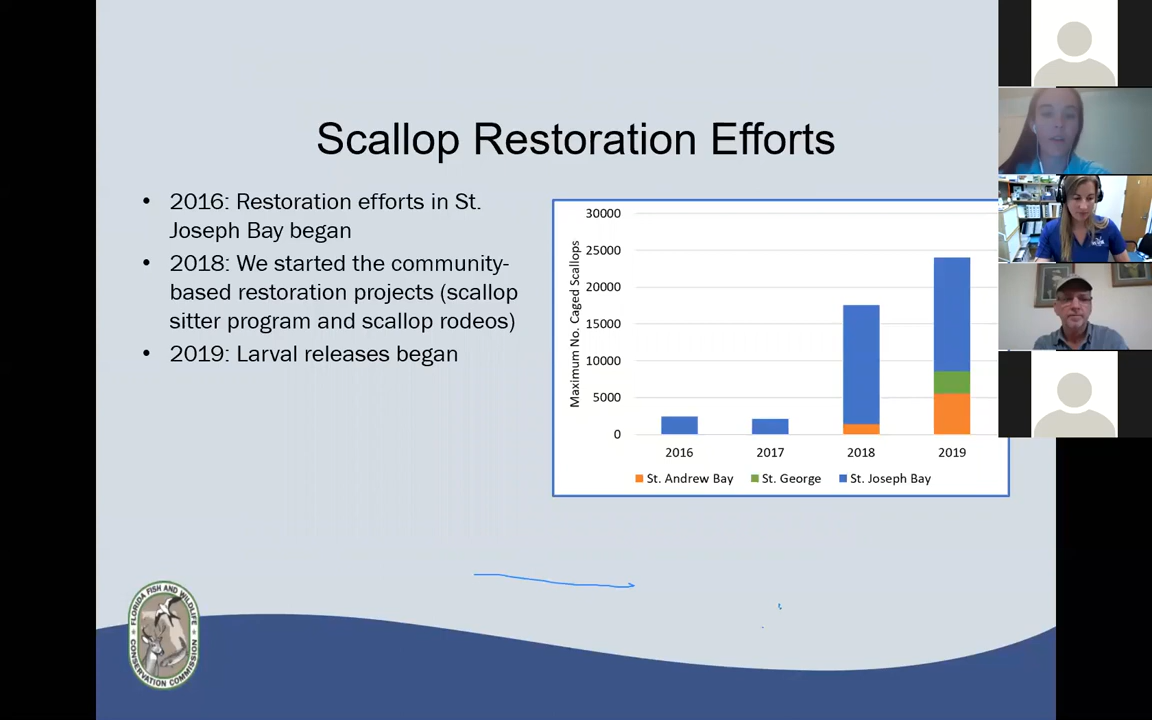 Scallop Restoration Efforts
• 2016: Restoration efforts in St.
Joseph Bay began
• 2018: We started the community-
based restoration projects (scallop
sitter program and scallop rodeos)
• 2019: Larval releases began
Maximum No. Caged Scallops
30000
25000
20000
15000
10000
5000
0
2016 2017 2018 2019
St. Andrew Bay St. George St. Joseph Bay
FLORIDA FISH AND WILDLIFE
CONSERVATION COMMISSION